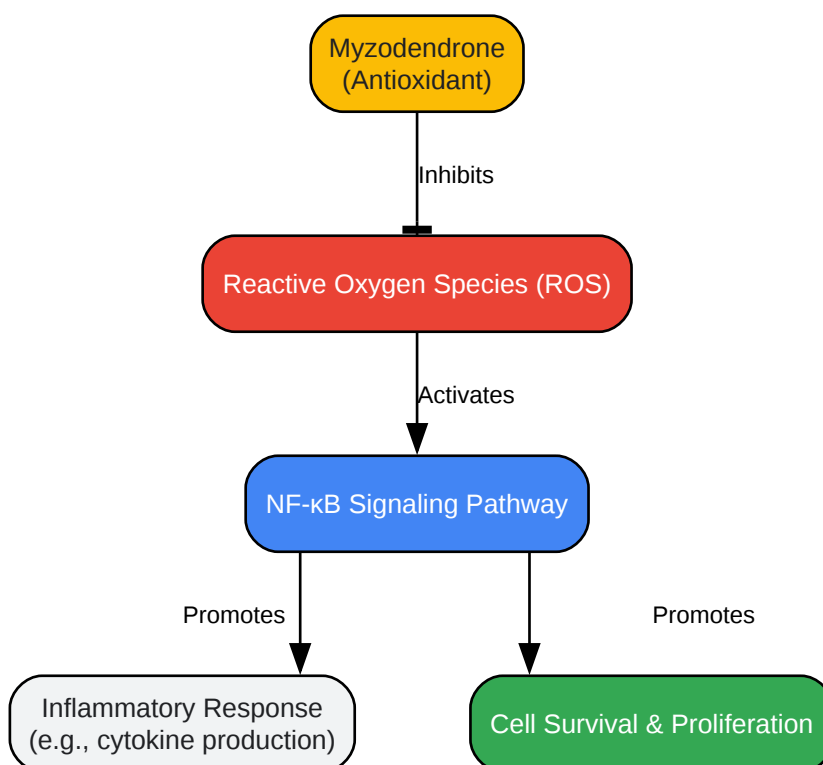 Myzodendrone
(Antioxidant)
Inhibits
Reactive Oxygen Species (ROS)
Activates
NF-κB Signaling Pathway
Promotes
Promotes
Inflammatory Response
(e.g., cytokine production)
Cell Survival & Proliferation